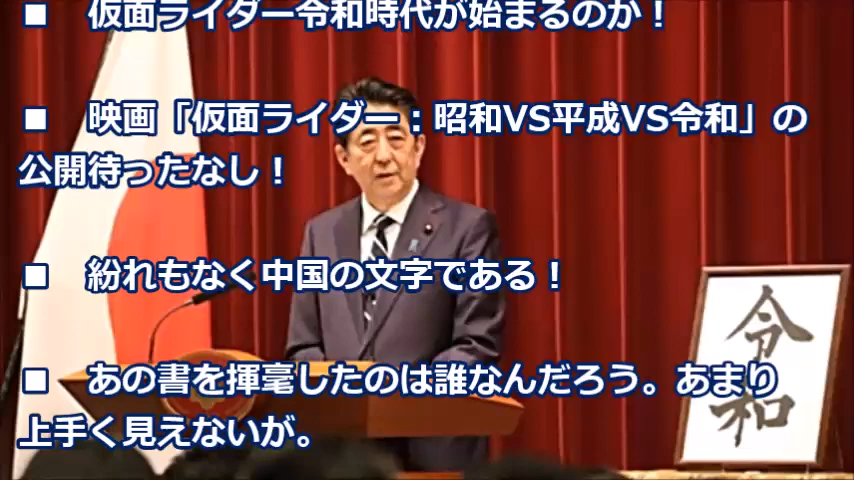 ■ 仮面ライダー令和時代が始まるのか！
■ 映画「仮面ライダー：昭和VS平成VS令和」の
公開待ったなし！
■ 紛れもなく中国の文字である！
■ あの書を揮毫したのは誰なんだろう。あまり
上手く見えないが。
令和